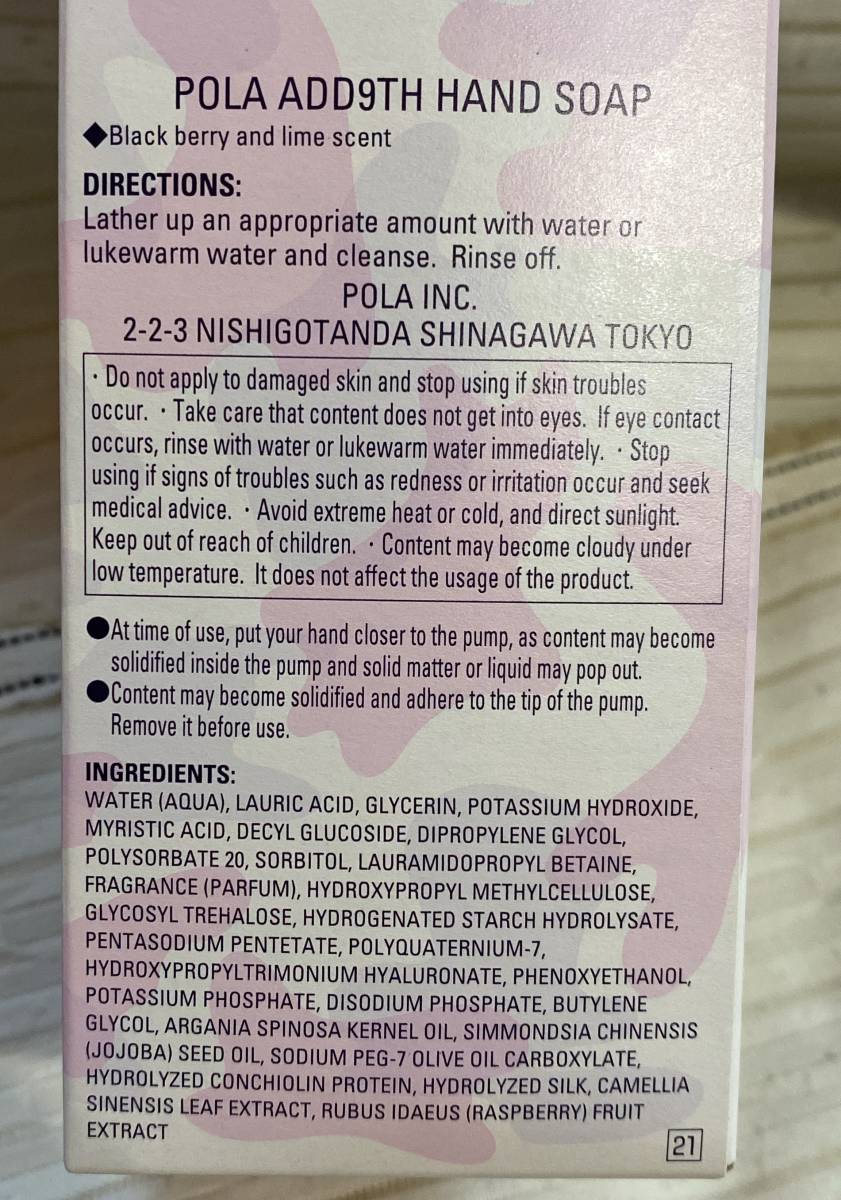 POLA ADD9TH HAND SOAP
◆Black berry and lime scent
DIRECTIONS:
Lather up an appropriate amount with water or
lukewarm water and cleanse. Rinse off.
POLA INC.
2-2-3 NISHIGOTANDA SHINAGAWA TOKYO
· Do not apply to damaged skin and stop using if skin troubles
occur. · Take care that content does not get into eyes. If eye contact
occurs, rinse with water or lukewarm water immediately. · Stop
using if signs of troubles such as redness or irritation occur and seek
medical advice. · Avoid extreme heat or cold, and direct sunlight.
Keep out of reach of children. · Content may become cloudy under
low temperature. It does not affect the usage of the product.
●At time of use, put your hand closer to the pump, as content may become
solidified inside the pump and solid matter or liquid may pop out.
●Content may become solidified and adhere to the tip of the pump.
Remove it before use.
INGREDIENTS:
WATER (AQUA), LAURIC ACID, GLYCERIN, POTASSIUM HYDROXIDE,
MYRISTIC ACID, DECYL GLUCOSIDE, DIPROPYLENE GLYCOL,
POLYSORBATE 20, SORBITOL, LAURAMIDOPROPYL BETAINE,
FRAGRANCE (PARFUM), HYDROXYPROPYL METHYLCELLULOSE,
GLYCOSYL TREHALOSE, HYDROGENATED STARCH HYDROLYSATE,
PENTASODIUM PENTETATE, POLYQUATERNIUM-7,
HYDROXYPROPYLTRIMONIUM HYALURONATE, PHENOXYETHANOL,
POTASSIUM PHOSPHATE, DISODIUM PHOSPHATE, BUTYLENE
GLYCOL, ARGANIA SPINOSA KERNEL OIL, SIMMONDSIA CHINENSIS
(JOJOBA) SEED OIL, SODIUM PEG-7 OLIVE OIL CARBOXYLATE,
HYDROLYZED CONCHIOLIN PROTEIN, HYDROLYZED SILK, CAMELLIA
SINENSIS LEAF EXTRACT, RUBUS IDAEUS (RASPBERRY) FRUIT
EXTRACT
21